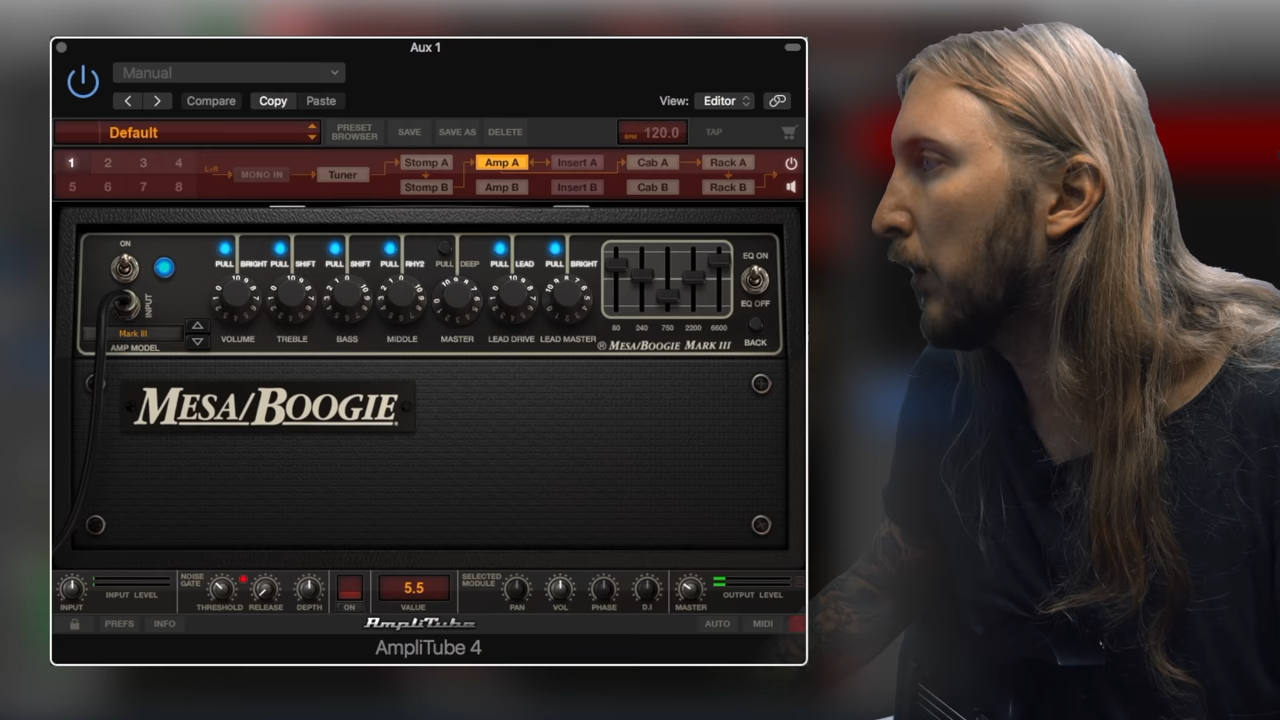 Aux 1
Manual
Compare Copy Paste View: Editor
Default PRESET BROWSER SAVE SAVE AS DELETE BPM 120.0 TAP
1 2 3 4 L+R MONO IN Tuner Stomp A Amp A Insert A Cab A Rack A
5 6 7 8 Stomp B Amp B Insert B Cab B Rack B
ON
PULL BRIGHT PULL SHIFT PULL SHIFT PULL RHY2 PULL DEEP PULL LEAD PULL BRIGHT
EQ ON
EQ OFF
INPUT
80 240 750 2200 6600
Mark III
AMP MODEL
VOLUME TREBLE BASS MIDDLE MASTER LEAD DRIVE LEAD MASTER
® MESA/BOOGIE MARK III
BACK
MESA/BOOGIE
INPUT INPUT LEVEL NOISE GATE THRESHOLD RELEASE DEPTH ON 5.5 VALUE SELECTED MODULE PAN VOL PHASE D.I MASTER OUTPUT LEVEL
PREFS INFO AmpliTube AUTO MIDI
AmpliTube 4